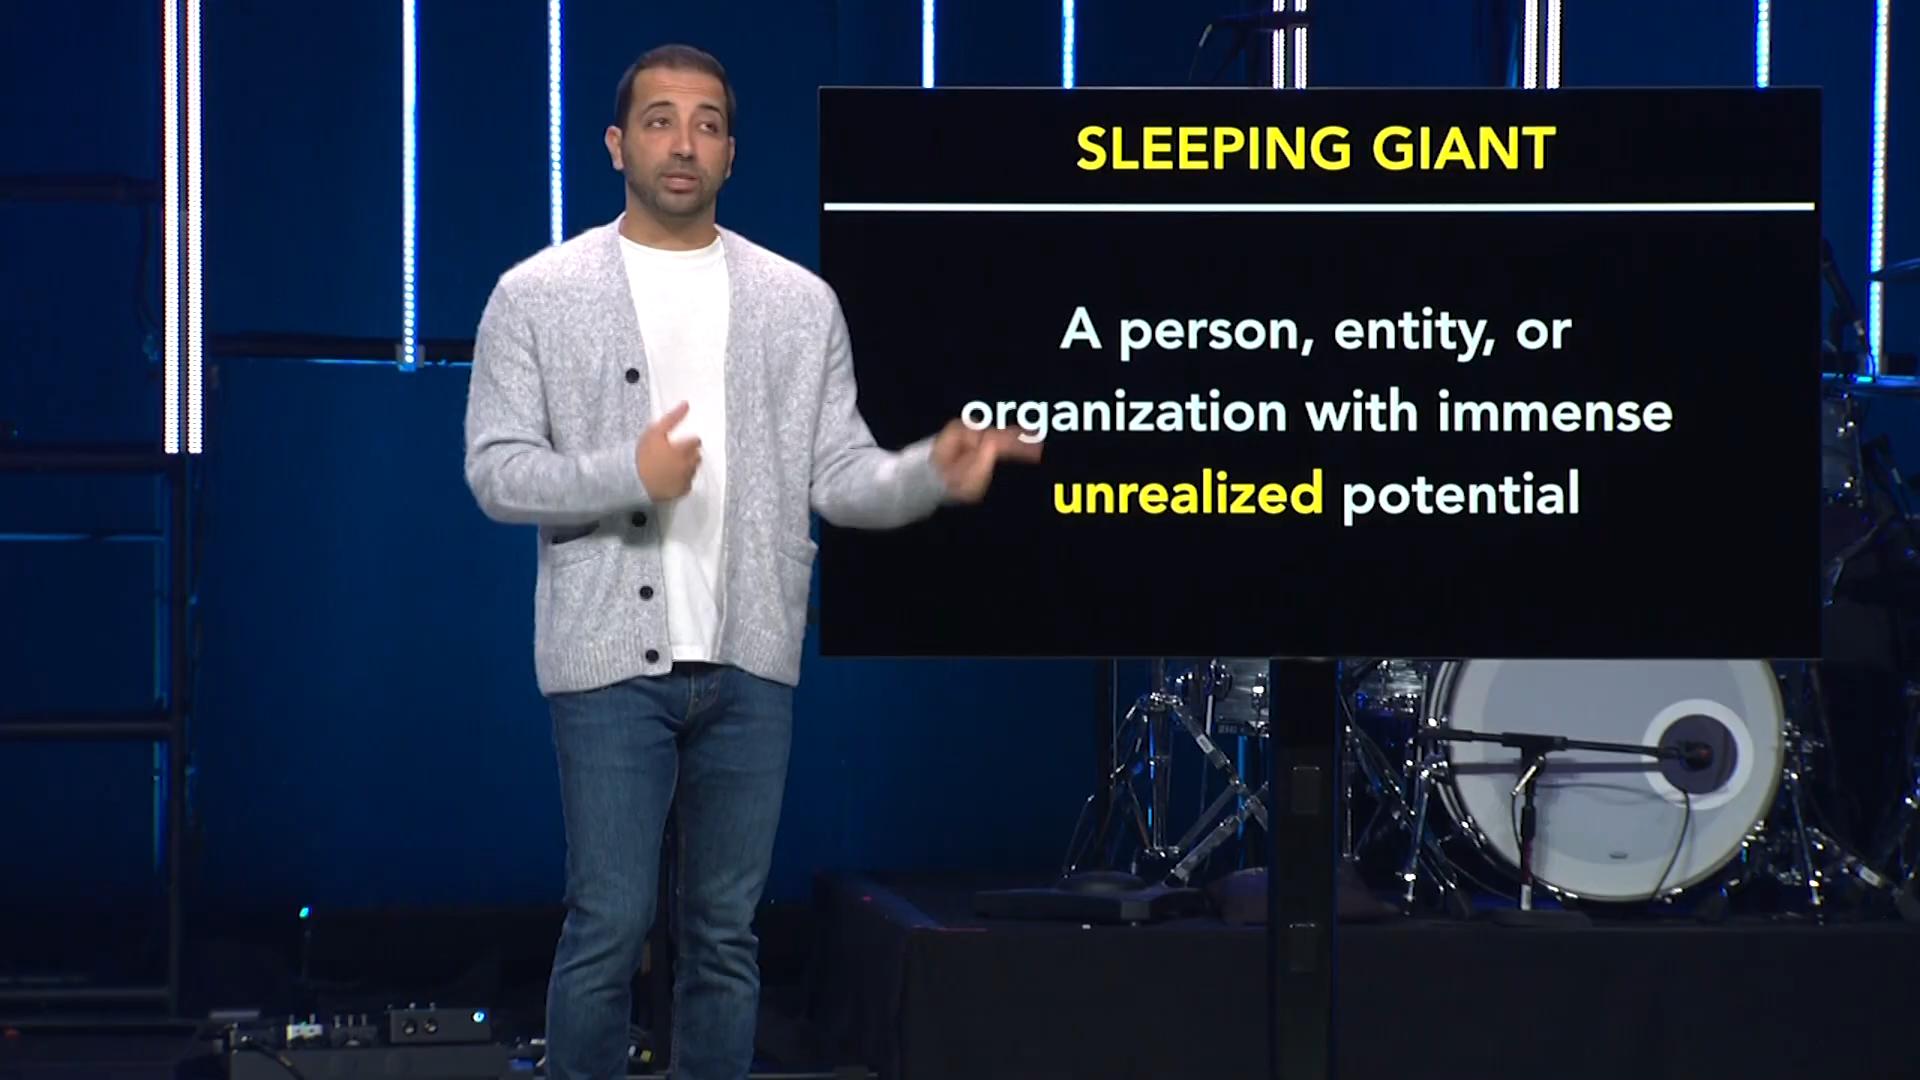 SLEEPING GIANT
A person, entity, or
organization with immense
unrealized potential